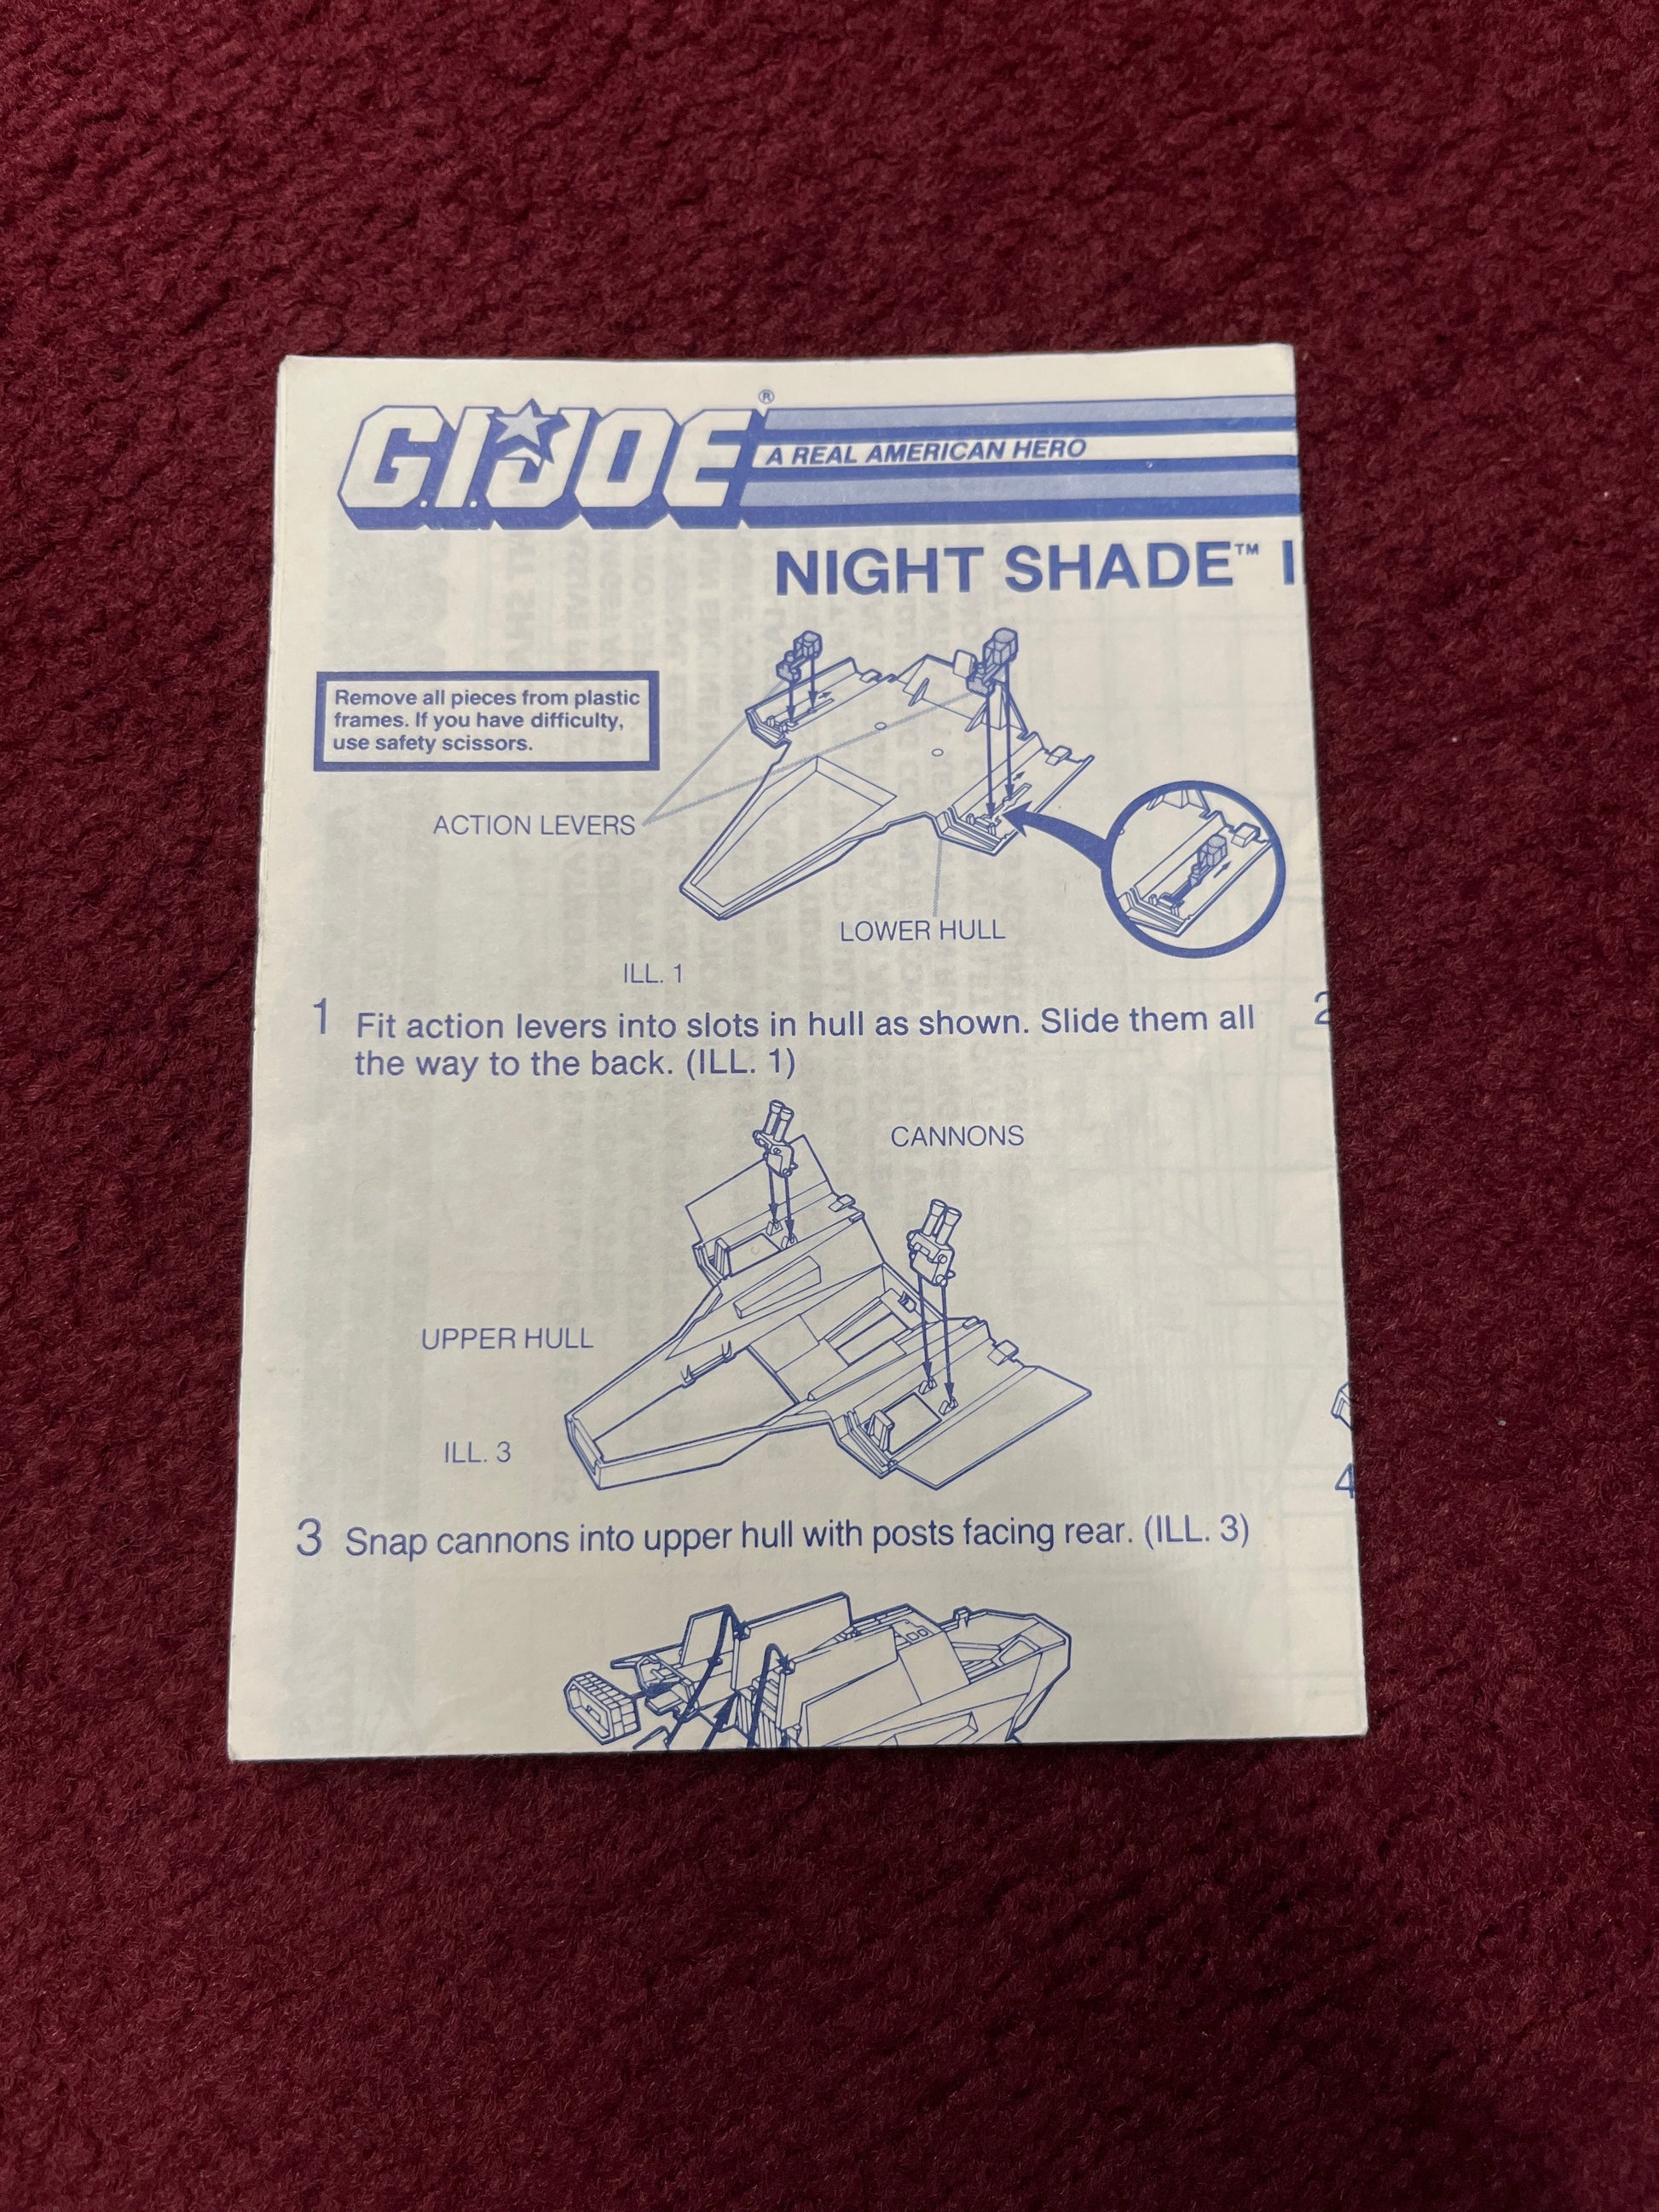 G.I. JOE®
A REAL AMERICAN HERO
NIGHT SHADE™ I
Remove all pieces from plastic
frames. If you have difficulty,
use safety scissors.
ACTION LEVERS
LOWER HULL
ILL. 1
1 Fit action levers into slots in hull as shown. Slide them all
the way to the back. (ILL. 1)
2
CANNONS
UPPER HULL
ILL. 3
4
3 Snap cannons into upper hull with posts facing rear. (ILL. 3)